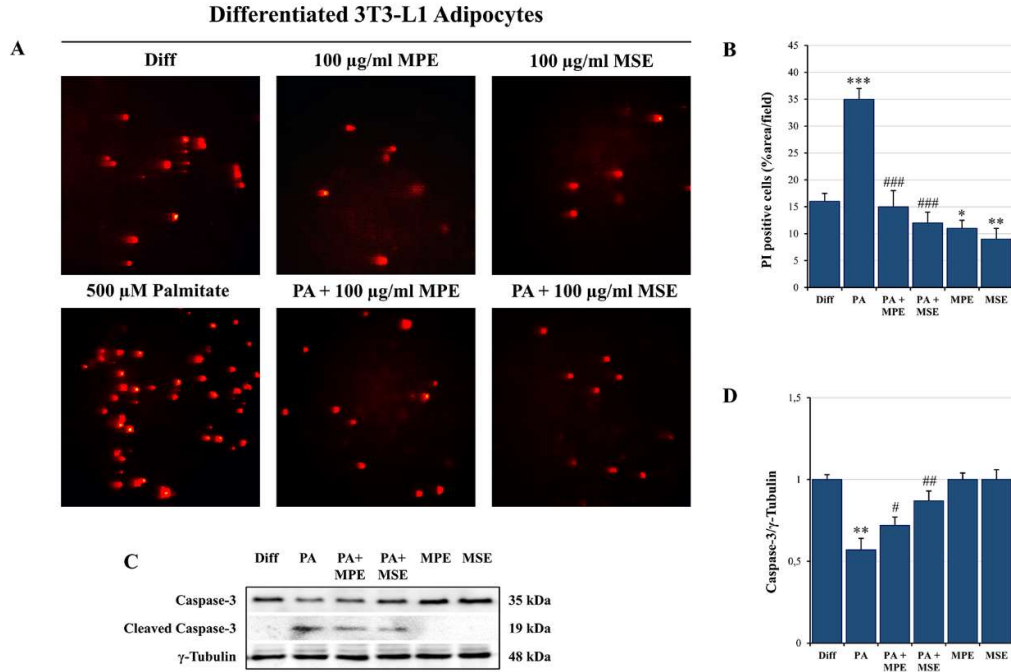 Differentiated 3T3-L1 Adipocytes
A
Diff
100 µg/ml MPE
100 µg/ml MSE
500 µM Palmitate
PA + 100 µg/ml MPE
PA + 100 µg/ml MSE
B
PI positive cells (%area/field)
45
40
35
30
25
20
15
10
5
0
***
###
###
*
**
Diff
PA
PA +
MPE
PA +
MSE
MPE
MSE
C
Diff
PA
PA+
MPE
PA+
MSE
MPE
MSE
Caspase-3
35 kDa
Cleaved Caspase-3
19 kDa
γ-Tubulin
48 kDa
D
Caspase-3/γ-Tubulin
1,5
1
0,5
0
**
#
##
Diff
PA
PA +
MPE
PA +
MSE
MPE
MSE